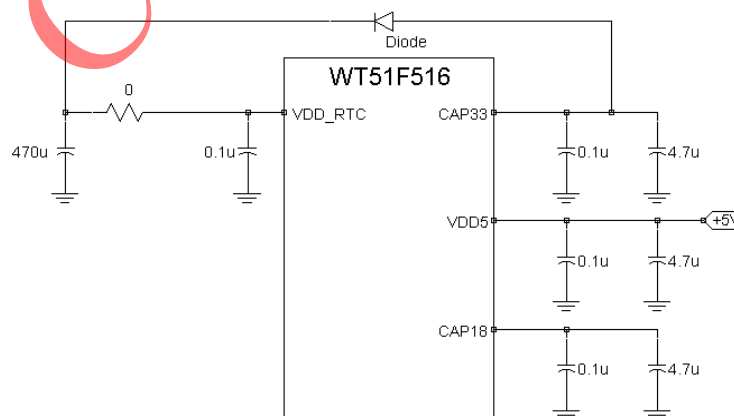 Diode
WT51F516
0
VDD_RTC
CAP33
470u
0.1u
0.1u
4.7u
VDD5
+5V
0.1u
4.7u
CAP18
0.1u
4.7u